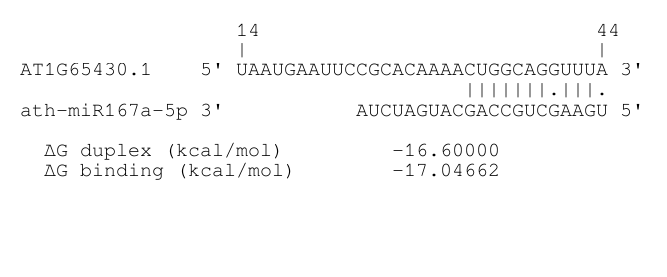 14 44
| |
AT1G65430.1 5' UAAUGAAUUCCGCACAAAACUGGCAGGUUUA 3'
|||||||.|||.
ath-miR167a-5p 3' AUCUAGUACGACCGUCGAAGU 5'
ΔG duplex (kcal/mol) -16.60000
ΔG binding (kcal/mol) -17.04662